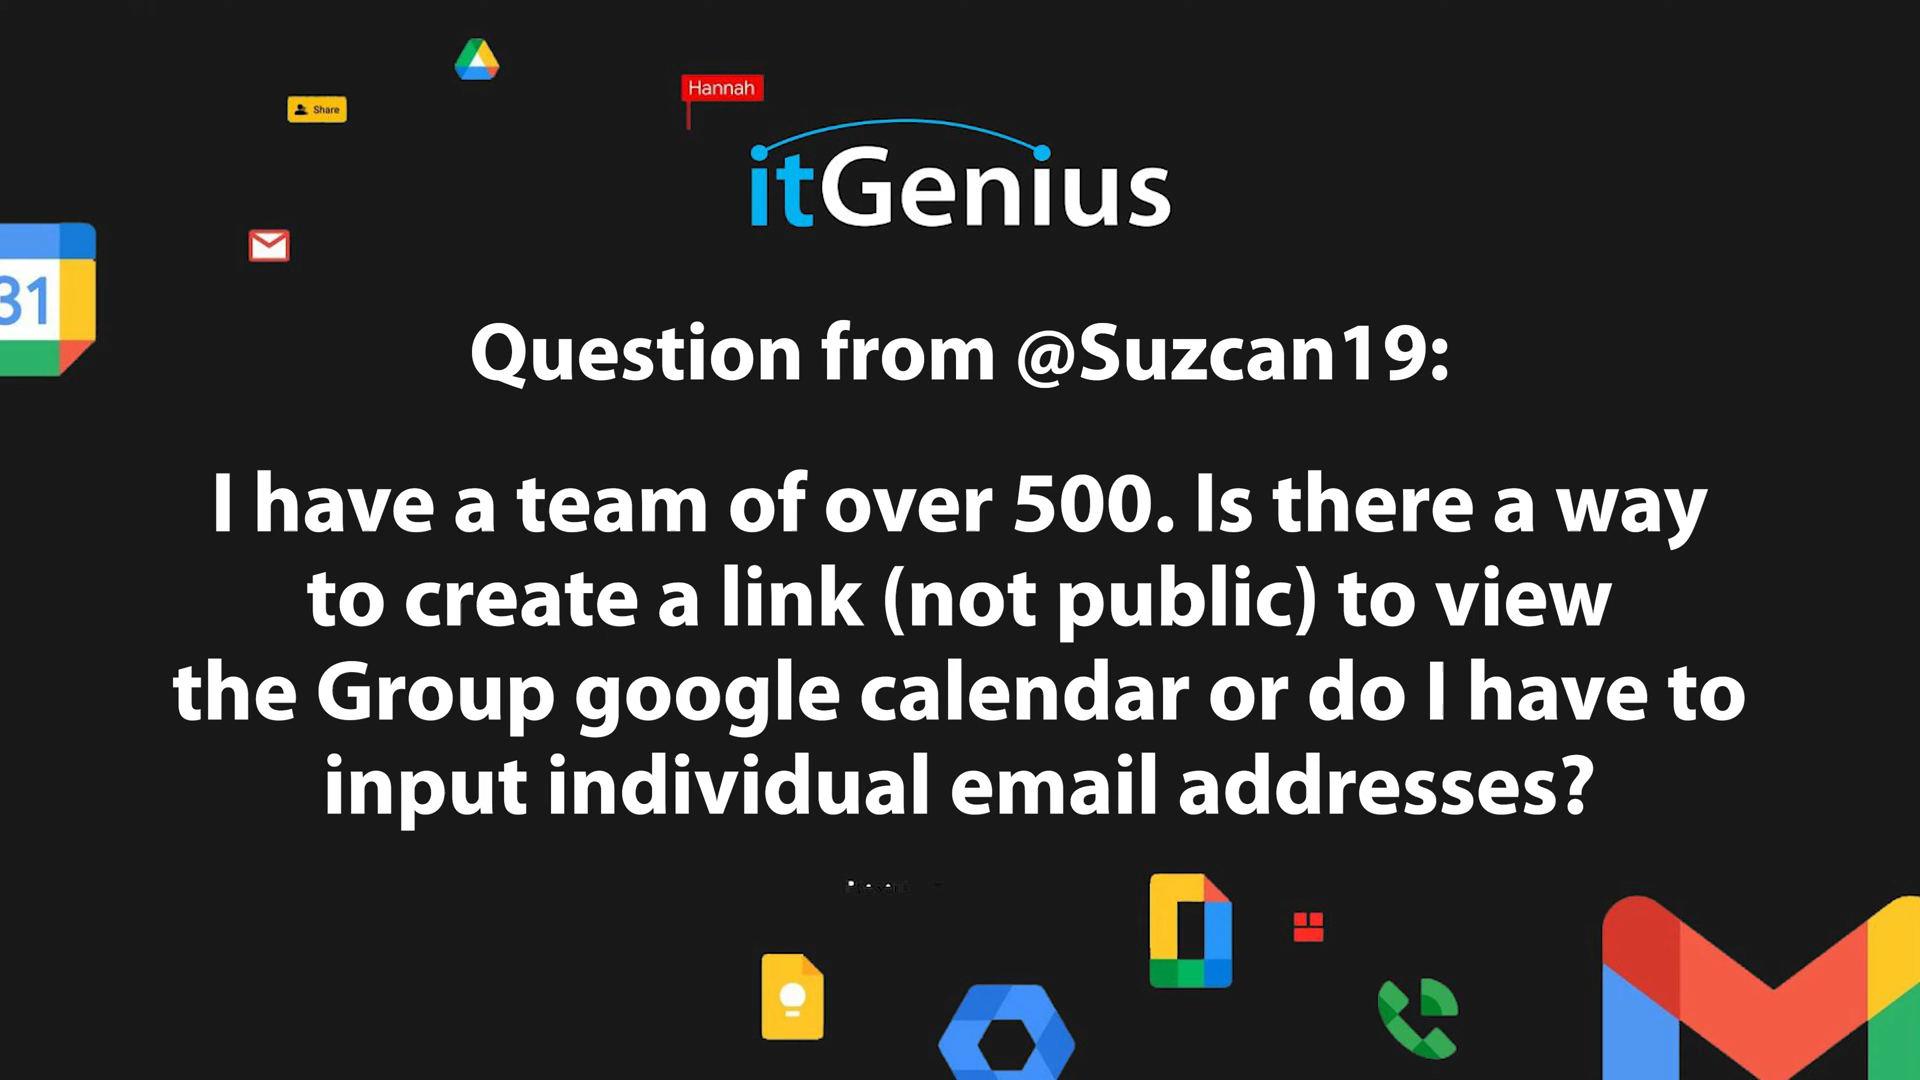 Share
Hannah
itGenius
31
Question from @Suzcan19:
I have a team of over 500. Is there a way
to create a link (not public) to view
the Group google calendar or do I have to
input individual email addresses?